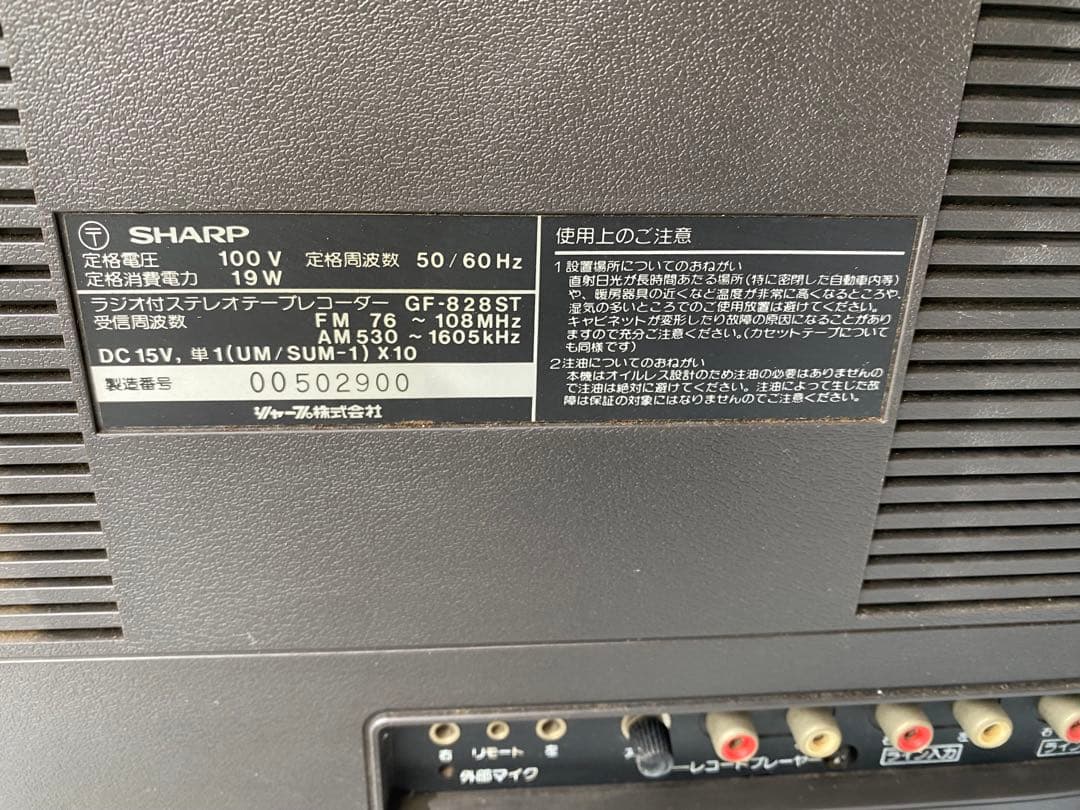 〒 SHARP
定格電圧 100V 定格周波数 50/60Hz
定格消費電力 19W
ラジオ付ステレオテープレコーダー GF-828ST
受信周波数 FM 76 ~ 108MHz
AM 530 ~ 1605kHz
DC 15V, 単1(UM/SUM-1) X10
製造番号 00502900
シャープ株式会社
使用上のご注意
1 設置場所についてのおねがい
直射日光が長時間あたる場所(特に密閉した自動車内等)
や、暖房器具の近くなど温度が非常に高くなるところや、
湿気の多いところでのご使用放置は避けてください。
キャビネットが変形したり故障の原因になることがあり
ますので充分ご注意ください。(カセットテープについて
も同様です)
2 注油についてのおねがい
本機はオイルレス設計のため注油の必要はありませんの
で注油は絶対に避けてください。注油によって生じた故
障は保証の対象にはなりませんのでご注意ください。
右 リモート 左
外部マイク
レコードプレーヤー
ライン入力